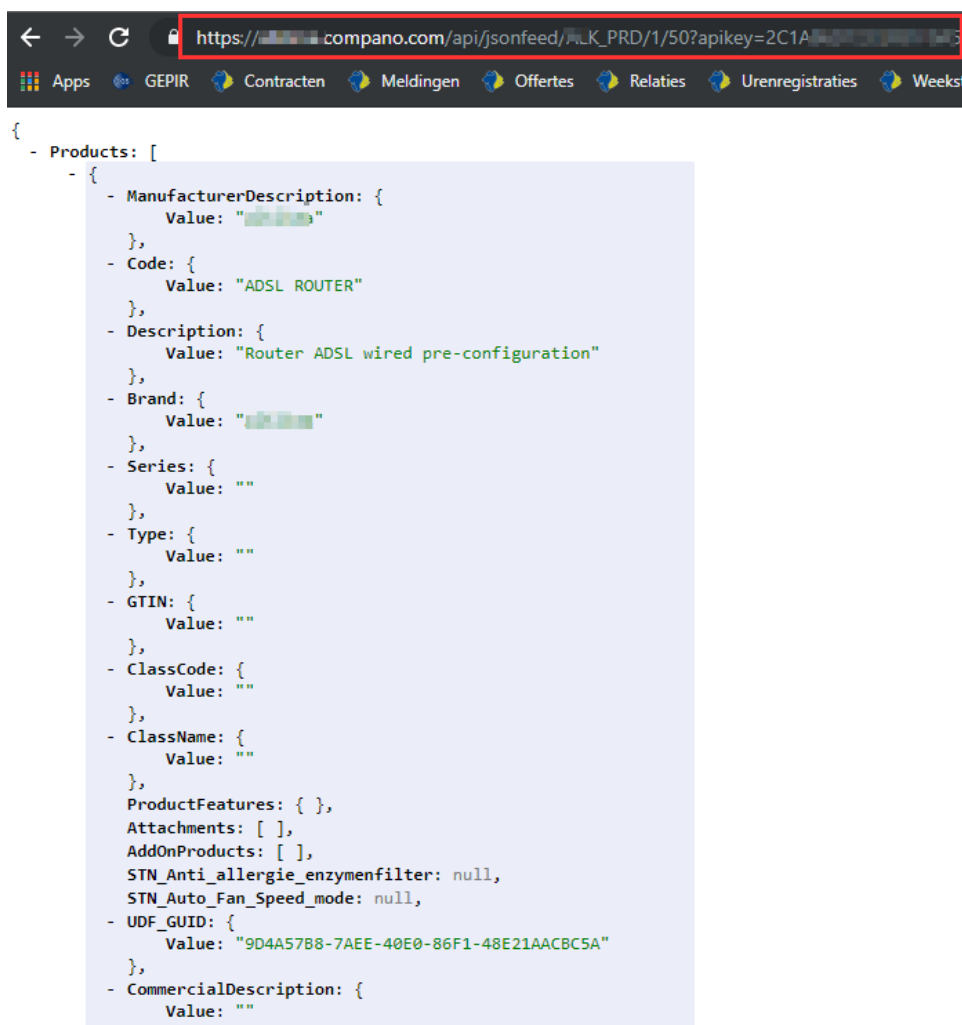 https:// compano.com/api/jsonfeed/ LK_PRD/1/50?apikey=2C1A
Apps GEPIR Contracten Meldingen Offertes Relaties Urenregistraties Weekst
{
- Products: [
- {
- ManufacturerDescription: {
Value: " "
},
- Code: {
Value: "ADSL ROUTER"
},
- Description: {
Value: "Router ADSL wired pre-configuration"
},
- Brand: {
Value: " "
},
- Series: {
Value: ""
},
- Type: {
Value: ""
},
- GTIN: {
Value: ""
},
- ClassCode: {
Value: ""
},
- ClassName: {
Value: ""
},
ProductFeatures: { },
Attachments: [ ],
AddOnProducts: [ ],
STN_Anti_allergie_enzymenfilter: null,
STN_Auto_Fan_Speed_mode: null,
- UDF_GUID: {
Value: "9D4A57B8-7AEE-40E0-86F1-48E21AACBC5A"
},
- CommercialDescription: {
Value: ""